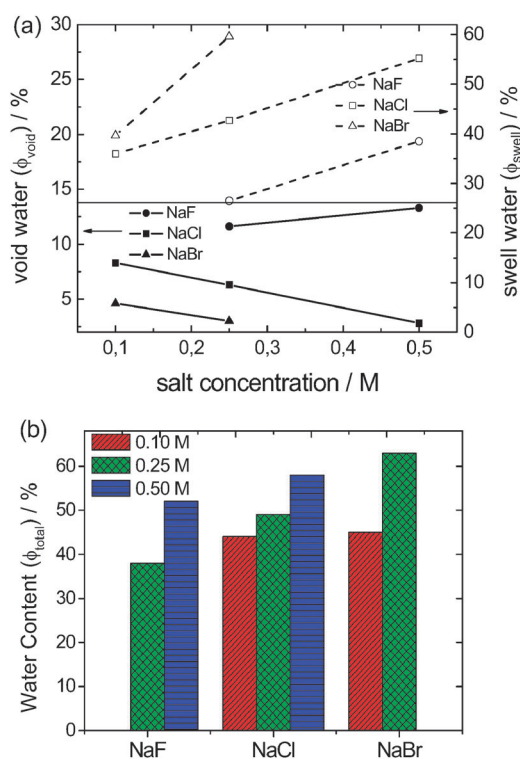 (a)
30
25
20
15
10
5
void water (ϕvoid) / %
60
50
40
30
20
10
0
swell water (ϕswell) / %
NaF
NaCl
NaBr
NaF
NaCl
NaBr
0,1 0,2 0,3 0,4 0,5
salt concentration / M
(b)
0.10 M
0.25 M
0.50 M
60
50
40
30
20
10
0
Water Content (ϕtotal) / %
NaF NaCl NaBr